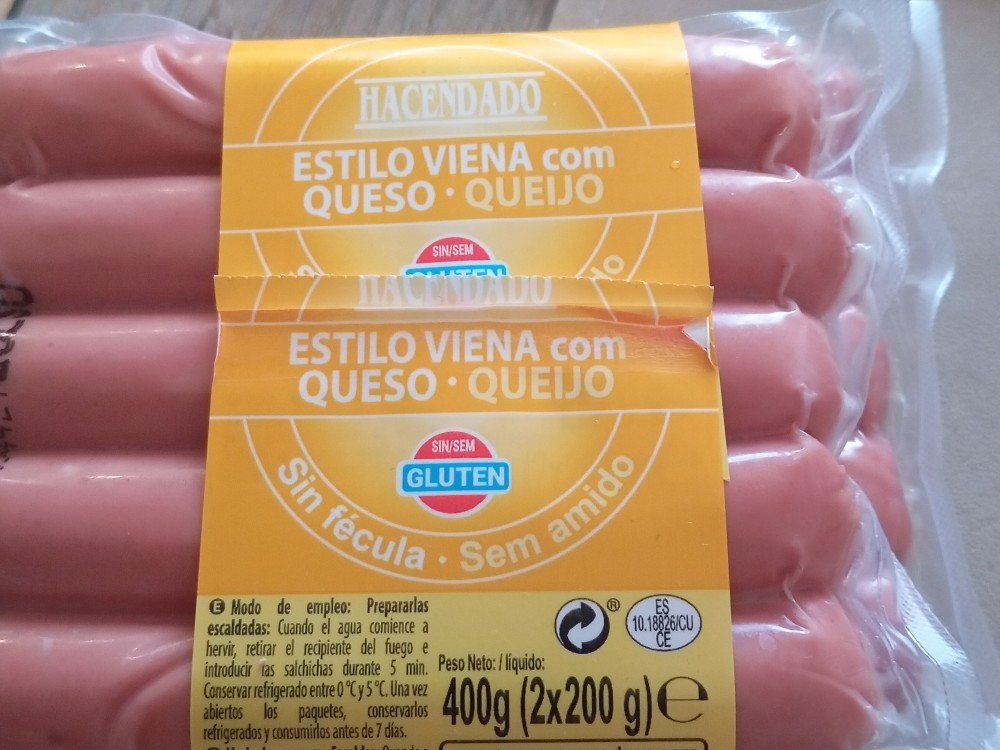 HACENDADO
ESTILO VIENA com
QUESO · QUEIJO
SIN/SEM
GLUTEN
do
HACENDADO
ESTILO VIENA com
QUESO · QUEIJO
SIN/SEM
GLUTEN
Sin fécula · Sem amido
E Modo de empleo: Prepararlas
escaldadas: Cuando el agua comience a
hervir, retirar el recipiente del fuego e
introducir las salchichas durante 5 min.
Conservar refrigerado entre 0 °C y 5 °C. Una vez
abiertos los paquetes, conservarlos
refrigerados y consumirlos antes de 7 días.
®
ES
10.18826/CU
CE
Peso Neto: / líquido:
400g (2x200 g) e